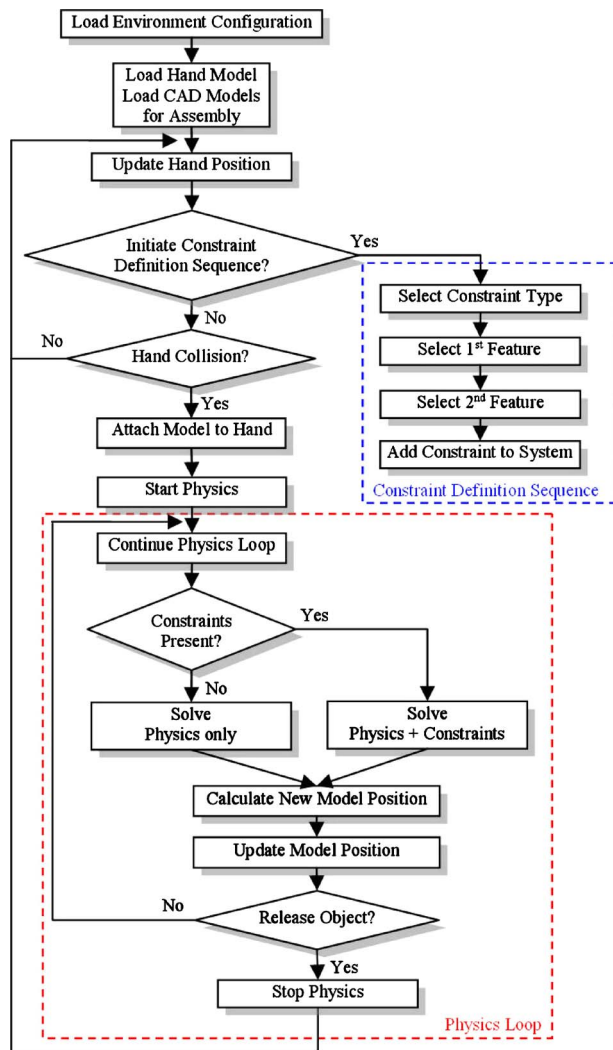 Load Environment Configuration
Load Hand Model
Load CAD Models
for Assembly
Update Hand Position
Initiate Constraint
Definition Sequence?
Yes
No
Select Constraint Type
Select 1st Feature
Select 2nd Feature
Add Constraint to System
Constraint Definition Sequence
No
Hand Collision?
Yes
Attach Model to Hand
Start Physics
Continue Physics Loop
Constraints
Present?
Yes
No
Solve
Physics only
Solve
Physics + Constraints
Calculate New Model Position
Update Model Position
No
Release Object?
Yes
Stop Physics
Physics Loop